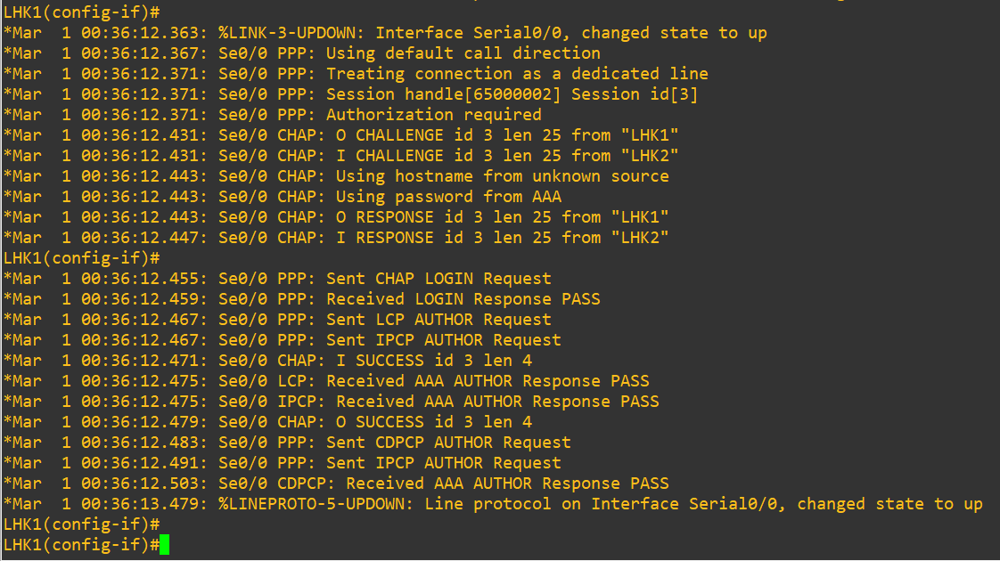 LHK1(config-if)#
*Mar  1 00:36:12.363: %LINK-3-UPDOWN: Interface Serial0/0, changed state to up
*Mar  1 00:36:12.367: Se0/0 PPP: Using default call direction
*Mar  1 00:36:12.371: Se0/0 PPP: Treating connection as a dedicated line
*Mar  1 00:36:12.371: Se0/0 PPP: Session handle[65000002] Session id[3]
*Mar  1 00:36:12.371: Se0/0 PPP: Authorization required
*Mar  1 00:36:12.431: Se0/0 CHAP: O CHALLENGE id 3 len 25 from "LHK1"
*Mar  1 00:36:12.431: Se0/0 CHAP: I CHALLENGE id 3 len 25 from "LHK2"
*Mar  1 00:36:12.443: Se0/0 CHAP: Using hostname from unknown source
*Mar  1 00:36:12.443: Se0/0 CHAP: Using password from AAA
*Mar  1 00:36:12.443: Se0/0 CHAP: O RESPONSE id 3 len 25 from "LHK1"
*Mar  1 00:36:12.447: Se0/0 CHAP: I RESPONSE id 3 len 25 from "LHK2"
LHK1(config-if)#
*Mar  1 00:36:12.455: Se0/0 PPP: Sent CHAP LOGIN Request
*Mar  1 00:36:12.459: Se0/0 PPP: Received LOGIN Response PASS
*Mar  1 00:36:12.467: Se0/0 PPP: Sent LCP AUTHOR Request
*Mar  1 00:36:12.467: Se0/0 PPP: Sent IPCP AUTHOR Request
*Mar  1 00:36:12.471: Se0/0 CHAP: I SUCCESS id 3 len 4
*Mar  1 00:36:12.475: Se0/0 LCP: Received AAA AUTHOR Response PASS
*Mar  1 00:36:12.475: Se0/0 IPCP: Received AAA AUTHOR Response PASS
*Mar  1 00:36:12.479: Se0/0 CHAP: O SUCCESS id 3 len 4
*Mar  1 00:36:12.483: Se0/0 PPP: Sent CDPCP AUTHOR Request
*Mar  1 00:36:12.491: Se0/0 PPP: Sent IPCP AUTHOR Request
*Mar  1 00:36:12.503: Se0/0 CDPCP: Received AAA AUTHOR Response PASS
*Mar  1 00:36:13.479: %LINEPROTO-5-UPDOWN: Line protocol on Interface Serial0/0, changed state to up
LHK1(config-if)#
LHK1(config-if)#